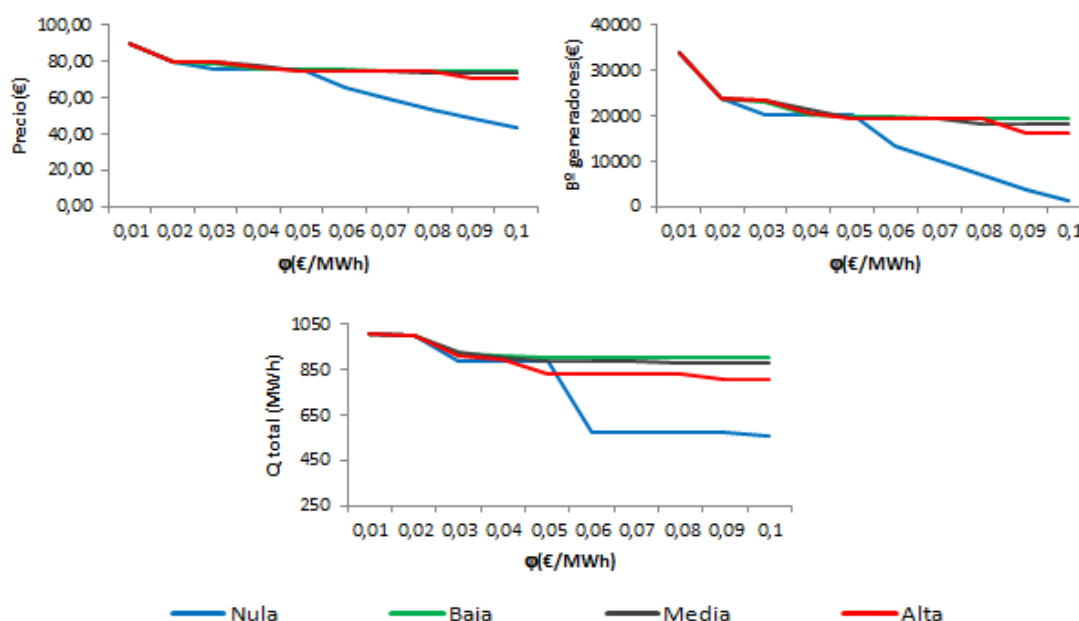 Precio(€)
100,00
80,00
60,00
40,00
20,00
0,00
0,01 0,02 0,03 0,04 0,05 0,06 0,07 0,08 0,09 0,1
φ(€/MWh)
Bº generadores(€)
40000
30000
20000
10000
0
0,01 0,02 0,03 0,04 0,05 0,06 0,07 0,08 0,09 0,1
φ(€/MWh)
Q total (MWh)
1050
850
650
450
250
0,01 0,02 0,03 0,04 0,05 0,06 0,07 0,08 0,09 0,1
φ(€/MWh)
Nula Baja Media Alta